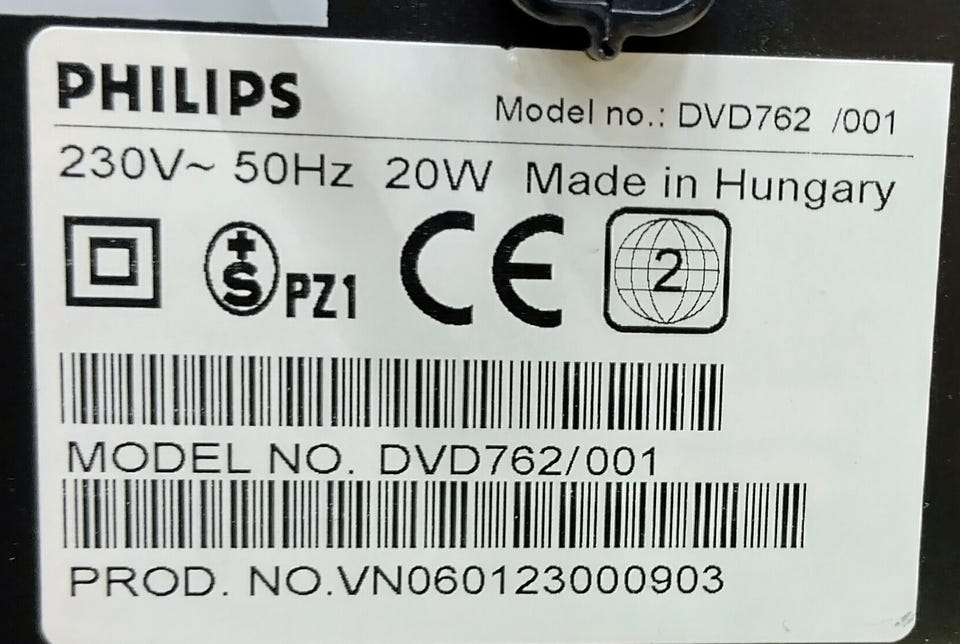 PHILIPS Model no.: DVD762 /001
230V~ 50Hz 20W Made in Hungary
+S PZ1 CE 2
MODEL NO. DVD762/001
PROD. NO.VN060123000903